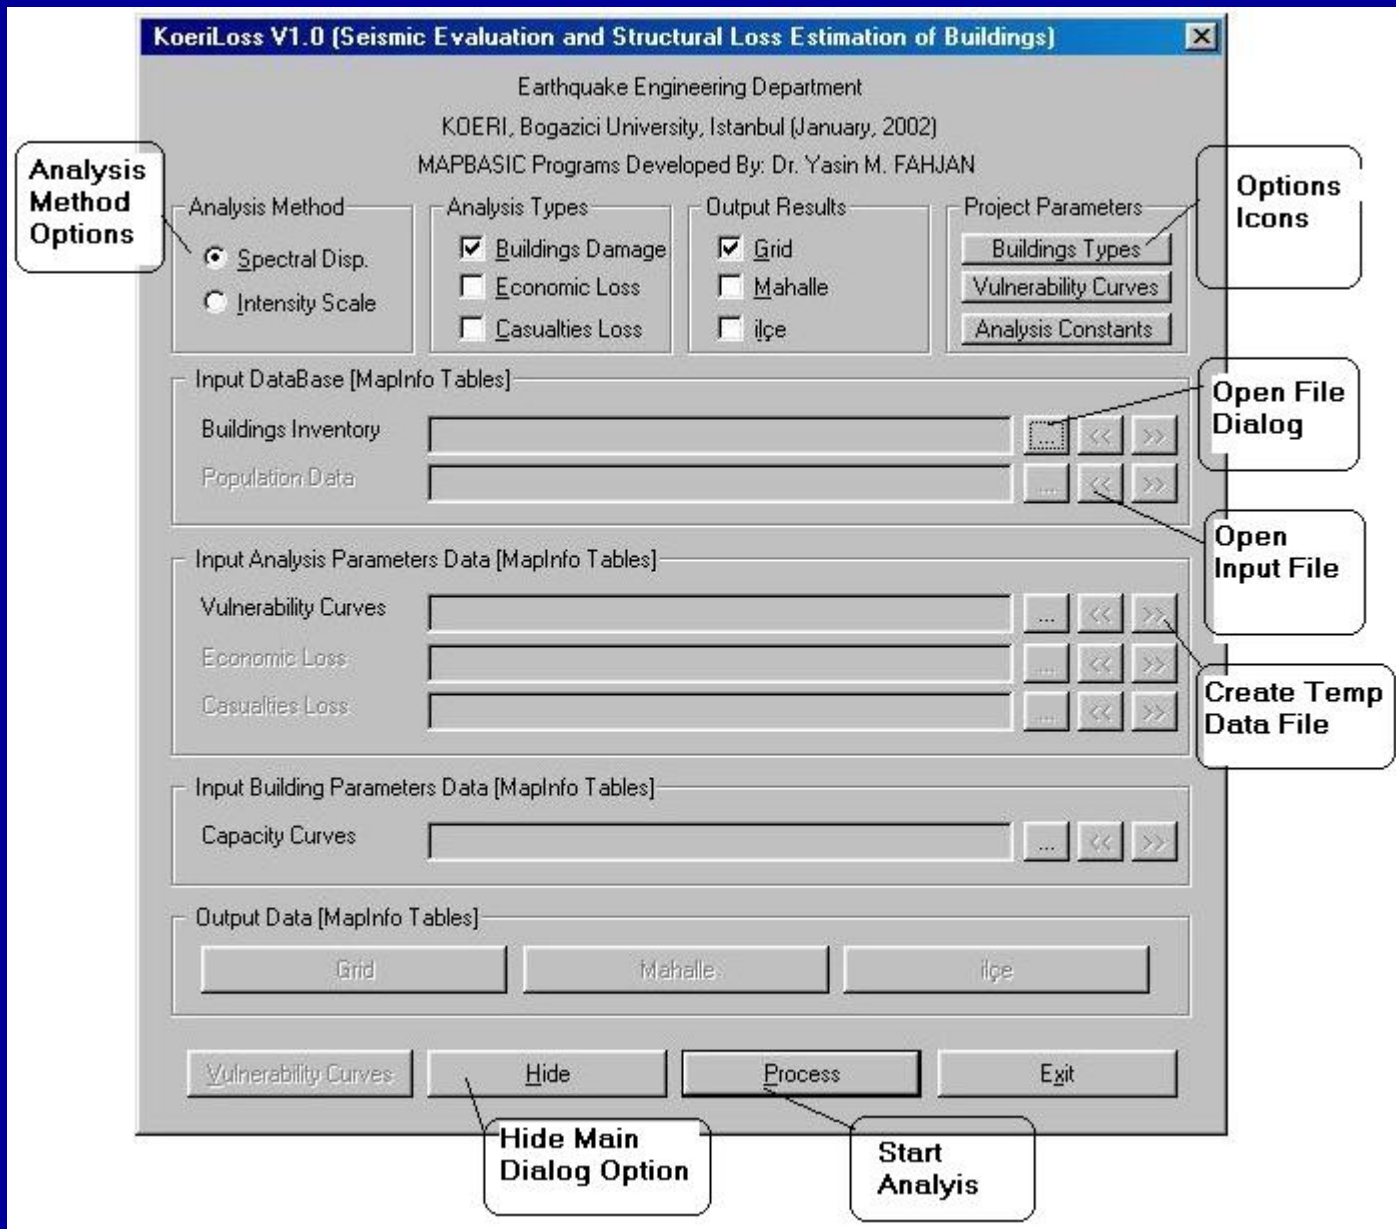 KoeriLoss V1.0 (Seismic Evaluation and Structural Loss Estimation of Buildings)
Earthquake Engineering Department
KOERI, Bogazici University, Istanbul (January, 2002)
MAPBASIC Programs Developed By: Dr. Yasin M. FAHJAN
Analysis
Method
Options
Options
Icons
Analysis Method
Spectral Disp.
Intensity Scale
Analysis Types
Buildings Damage
Economic Loss
Casualties Loss
Output Results
Grid
Mahalle
ilçe
Project Parameters
Buildings Types
Vulnerability Curves
Analysis Constants
Input DataBase [MapInfo Tables]
Buildings Inventory
... << >>
Population Data
... << >>
Open File
Dialog
Open
Input File
Input Analysis Parameters Data [MapInfo Tables]
Vulnerability Curves
... << >>
Economic Loss
... << >>
Casualties Loss
... << >>
Create Temp
Data File
Input Building Parameters Data [MapInfo Tables]
Capacity Curves
... << >>
Output Data [MapInfo Tables]
Grid
Mahalle
ilçe
Vulnerability Curves
Hide
Process
Exit
Hide Main
Dialog Option
Start
Analyis